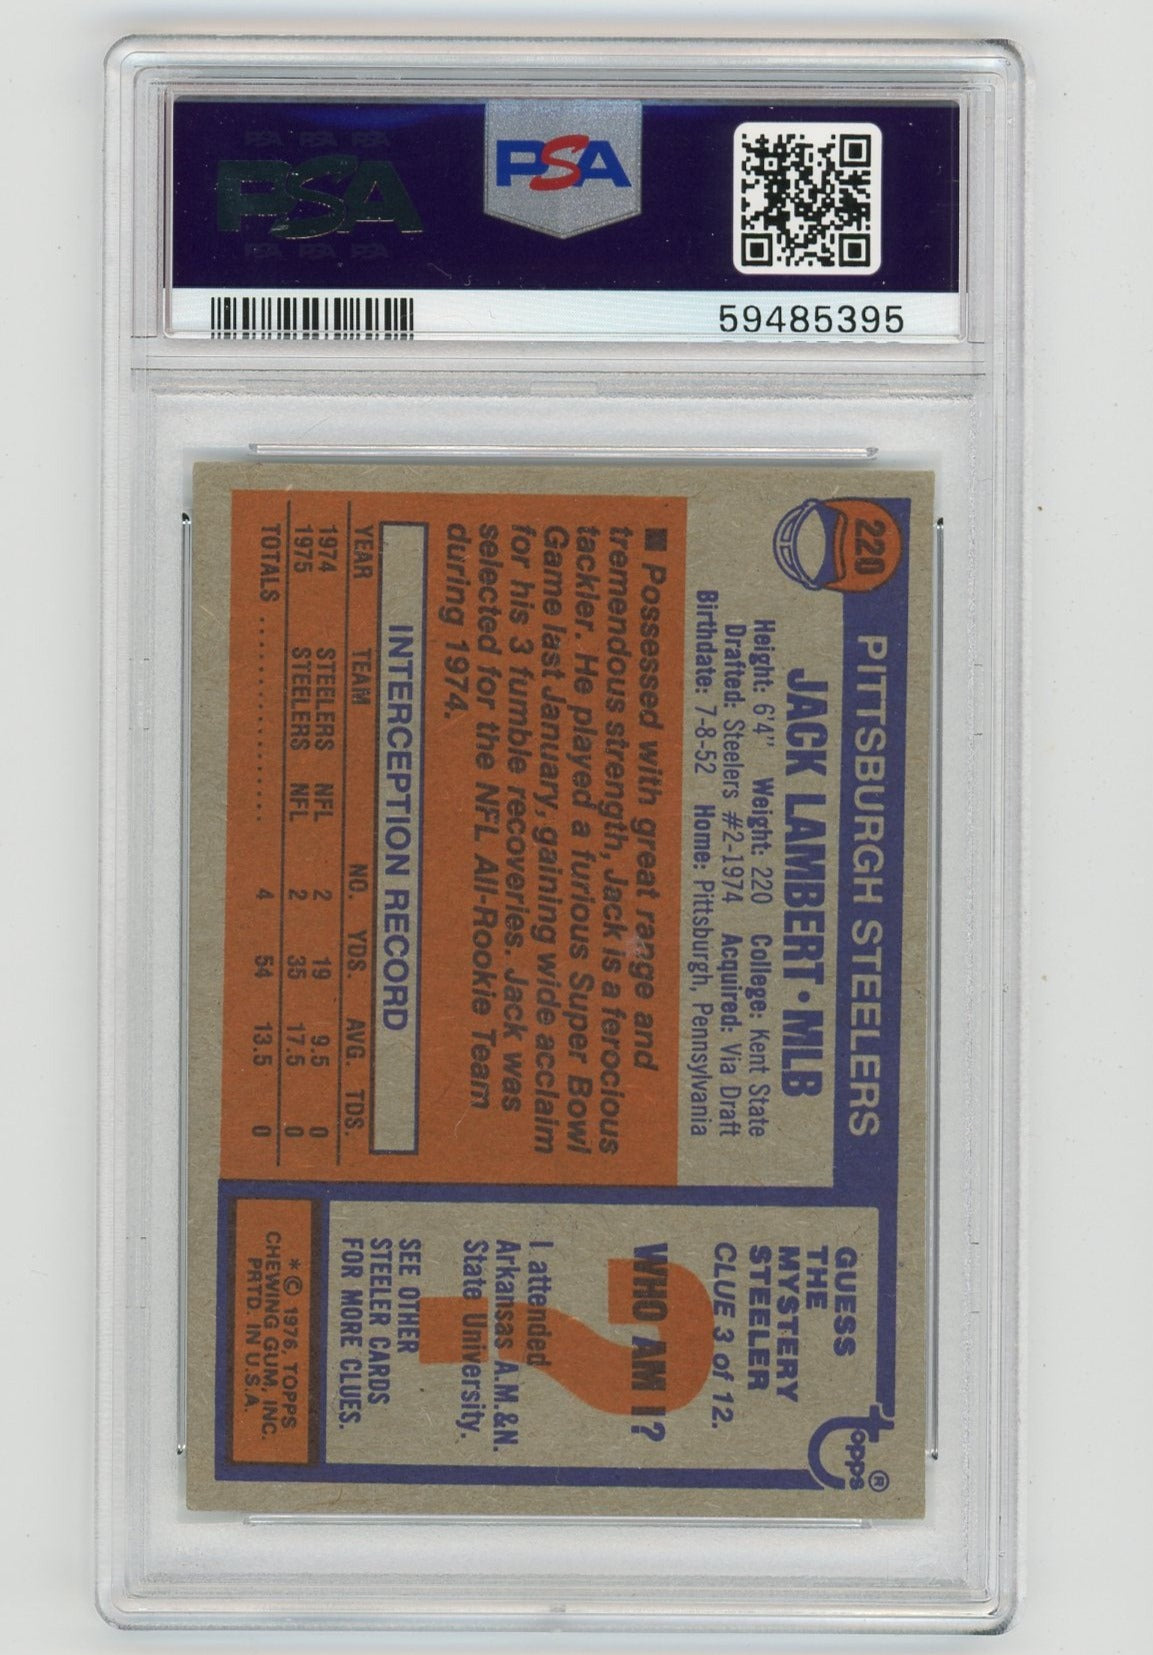 PSA PSA PSA
PSA
PSA PSA PSA
PSA
59485395
220
PITTSBURGH STEELERS
JACK LAMBERT • MLB
Height: 6'4" Weight: 220 College: Kent State
Drafted: Steelers #2-1974 Acquired: Via Draft
Birthdate: 7-8-52 Home: Pittsburgh, Pennsylvania
■ Possessed with great range and
tremendous strength, Jack is a ferocious
tackler. He played a furious Super Bowl
Game last January, gaining wide acclaim
for his 3 fumble recoveries. Jack was
selected for the NFL All-Rookie Team
during 1974.
INTERCEPTION RECORD
YEAR TEAM NO. YDS. AVG. TDS.
1974 STEELERS NFL 2 19 9.5 0
1975 STEELERS NFL 2 35 17.5 0
TOTALS .................... 4 54 13.5 0
Topps®
GUESS
THE
MYSTERY
STEELER
CLUE 3 of 12.
WHO AM I?
I attended
Arkansas A.M.&N.
State University.
SEE OTHER
STEELER CARDS
FOR MORE CLUES.
*© 1976, TOPPS
CHEWING GUM, INC.
PRTD. IN U.S.A.